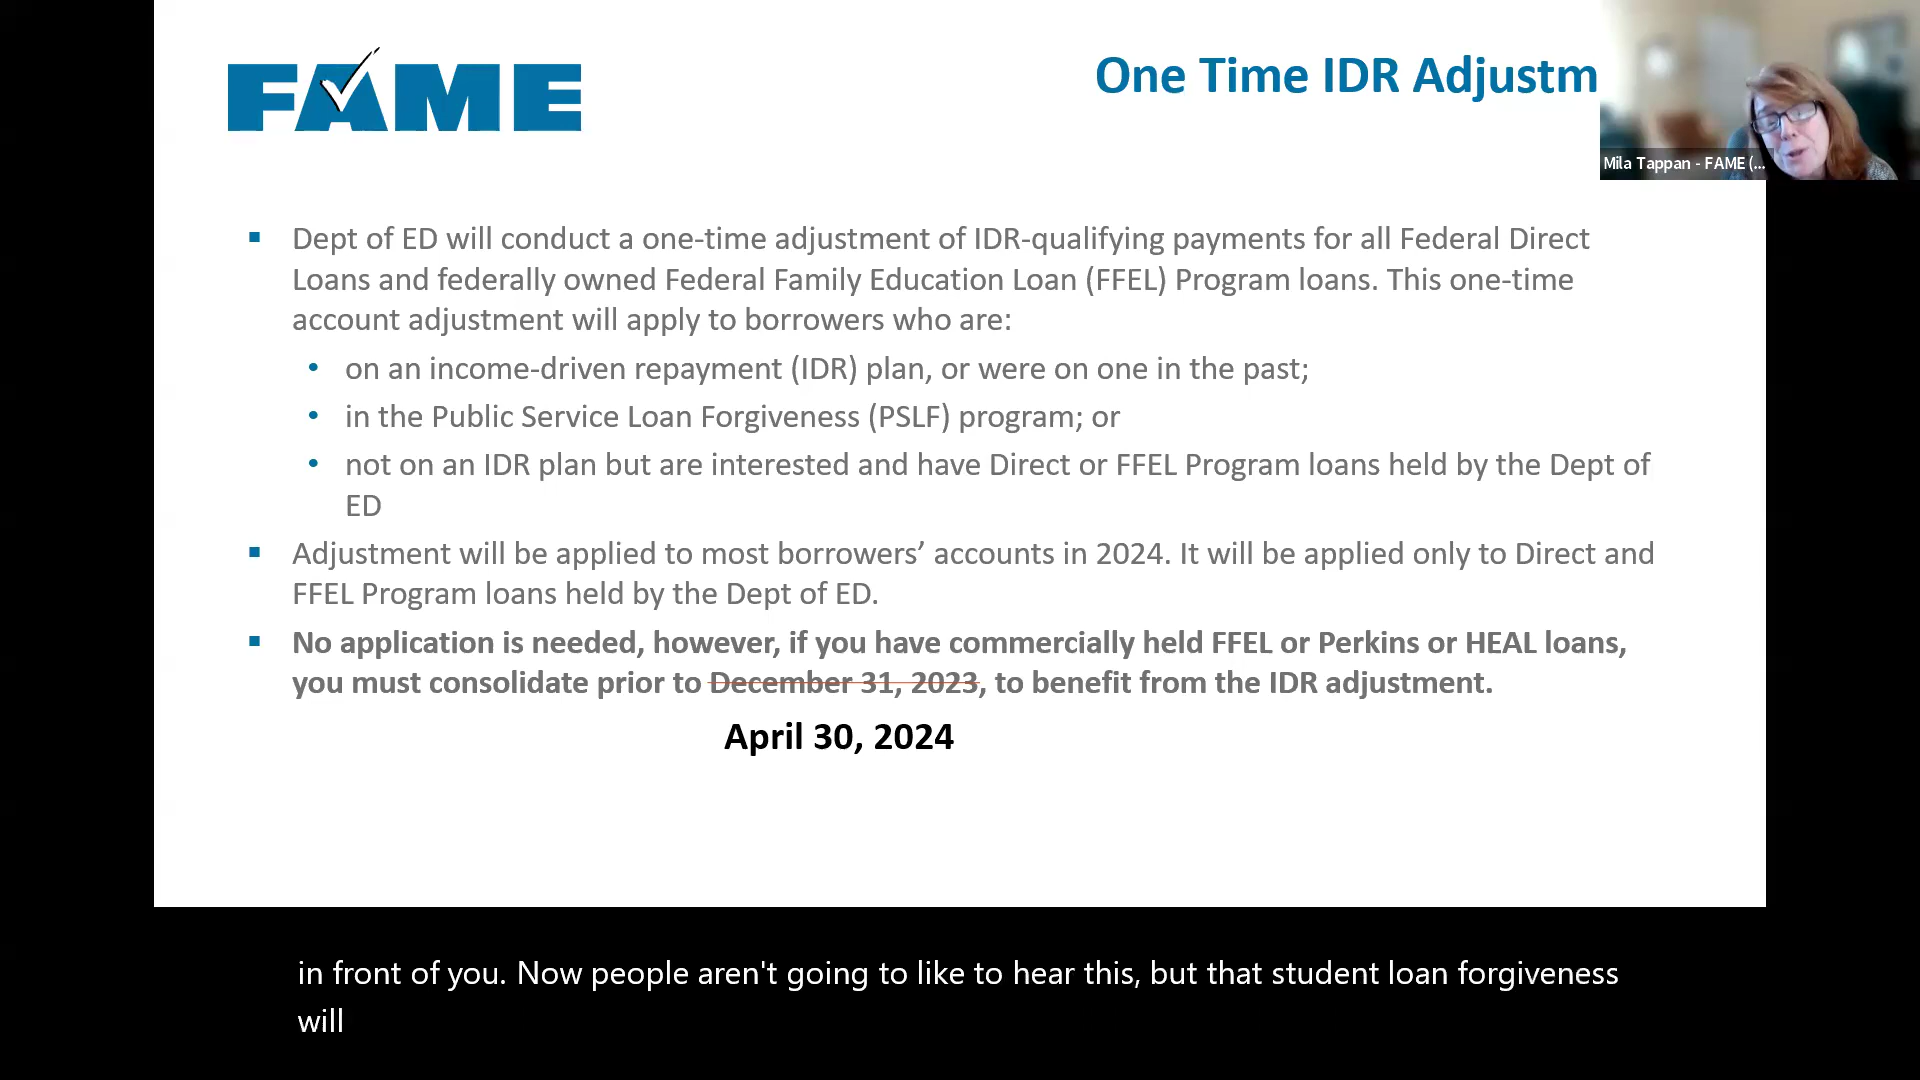 FAME
One Time IDR Adjustm
Mila Tappan - FAME (...
Dept of ED will conduct a one-time adjustment of IDR-qualifying payments for all Federal Direct
Loans and federally owned Federal Family Education Loan (FFEL) Program loans. This one-time
account adjustment will apply to borrowers who are:
on an income-driven repayment (IDR) plan, or were on one in the past;
in the Public Service Loan Forgiveness (PSLF) program; or
not on an IDR plan but are interested and have Direct or FFEL Program loans held by the Dept of
ED
Adjustment will be applied to most borrowers’ accounts in 2024. It will be applied only to Direct and
FFEL Program loans held by the Dept of ED.
No application is needed, however, if you have commercially held FFEL or Perkins or HEAL loans,
you must consolidate prior to December 31, 2023, to benefit from the IDR adjustment.
April 30, 2024
in front of you. Now people aren't going to like to hear this, but that student loan forgiveness
will